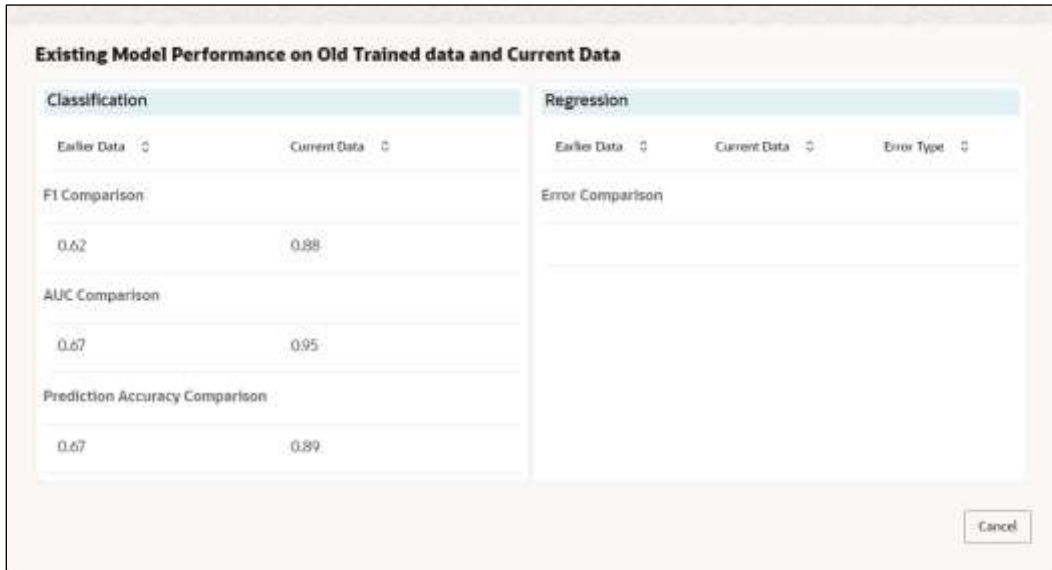 Existing Model Performance on Old Trained data and Current Data
Classification
Earlier Data
Current Data
F1 Comparison
0.62
0.88
AUC Comparison
0.67
0.95
Prediction Accuracy Comparison
0.67
0.89
Regression
Earlier Data
Current Data
Error Type
Error Comparison
Cancel